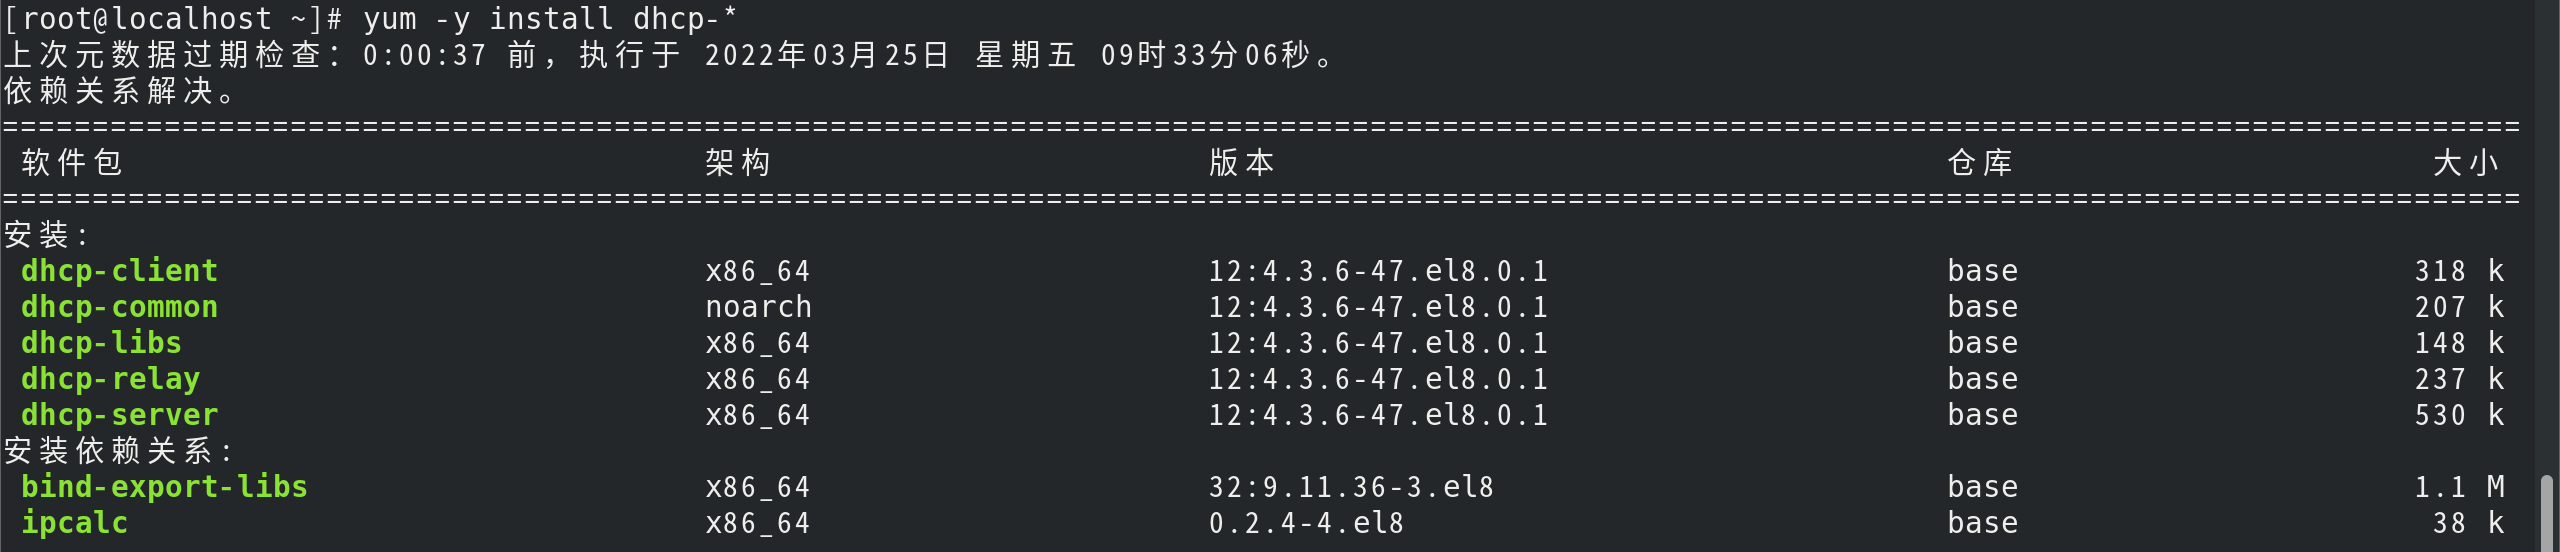 [root@localhost ~]# yum -y install dhcp-*
上次元数据过期检查：0:00:37 前，执行于 2022年03月25日 星期五 09时33分06秒。
依赖关系解决。
============================================================================================================================================
 软件包 架构 版本 仓库 大小
============================================================================================================================================
安装:
 dhcp-client x86_64 12:4.3.6-47.el8.0.1 base 318 k
 dhcp-common noarch 12:4.3.6-47.el8.0.1 base 207 k
 dhcp-libs x86_64 12:4.3.6-47.el8.0.1 base 148 k
 dhcp-relay x86_64 12:4.3.6-47.el8.0.1 base 237 k
 dhcp-server x86_64 12:4.3.6-47.el8.0.1 base 530 k
安装依赖关系:
 bind-export-libs x86_64 32:9.11.36-3.el8 base 1.1 M
 ipcalc x86_64 0.2.4-4.el8 base 38 k